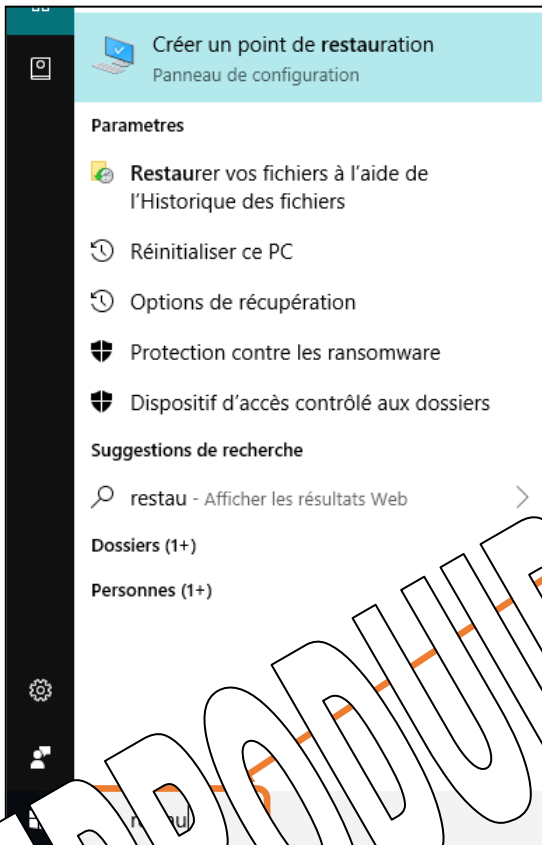 Créer un point de restauration
Panneau de configuration
Parametres
Restaurer vos fichiers à l'aide de
l'Historique des fichiers
Réinitialiser ce PC
Options de récupération
Protection contre les ransomware
Dispositif d'accès contrôlé aux dossiers
Suggestions de recherche
restau - Afficher les résultats Web
Dossiers (1+)
Personnes (1+)